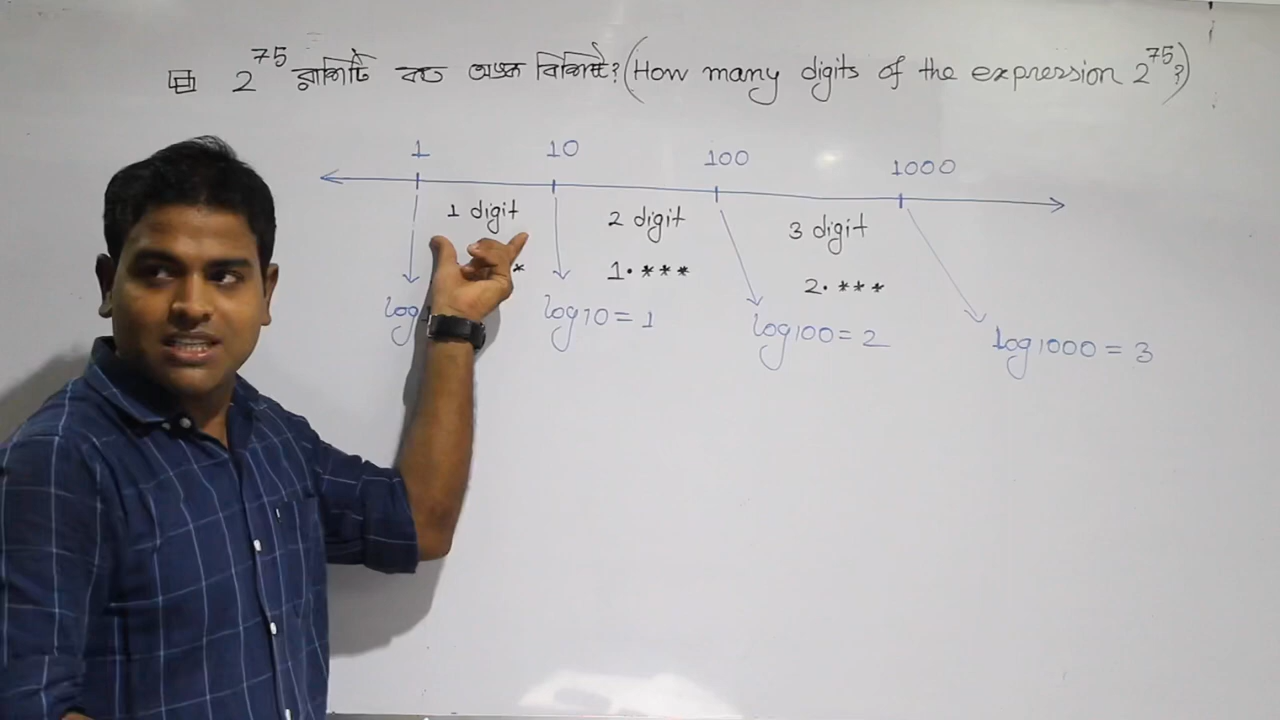 2^75 রাশিটি কত অঙ্ক বিশিষ্ট? (How many digits of the expression 2^75?)
1 10 100 1000
1 digit 2 digit 3 digit
* 1.*** 2.***
log log10 = 1 log100 = 2 log1000 = 3